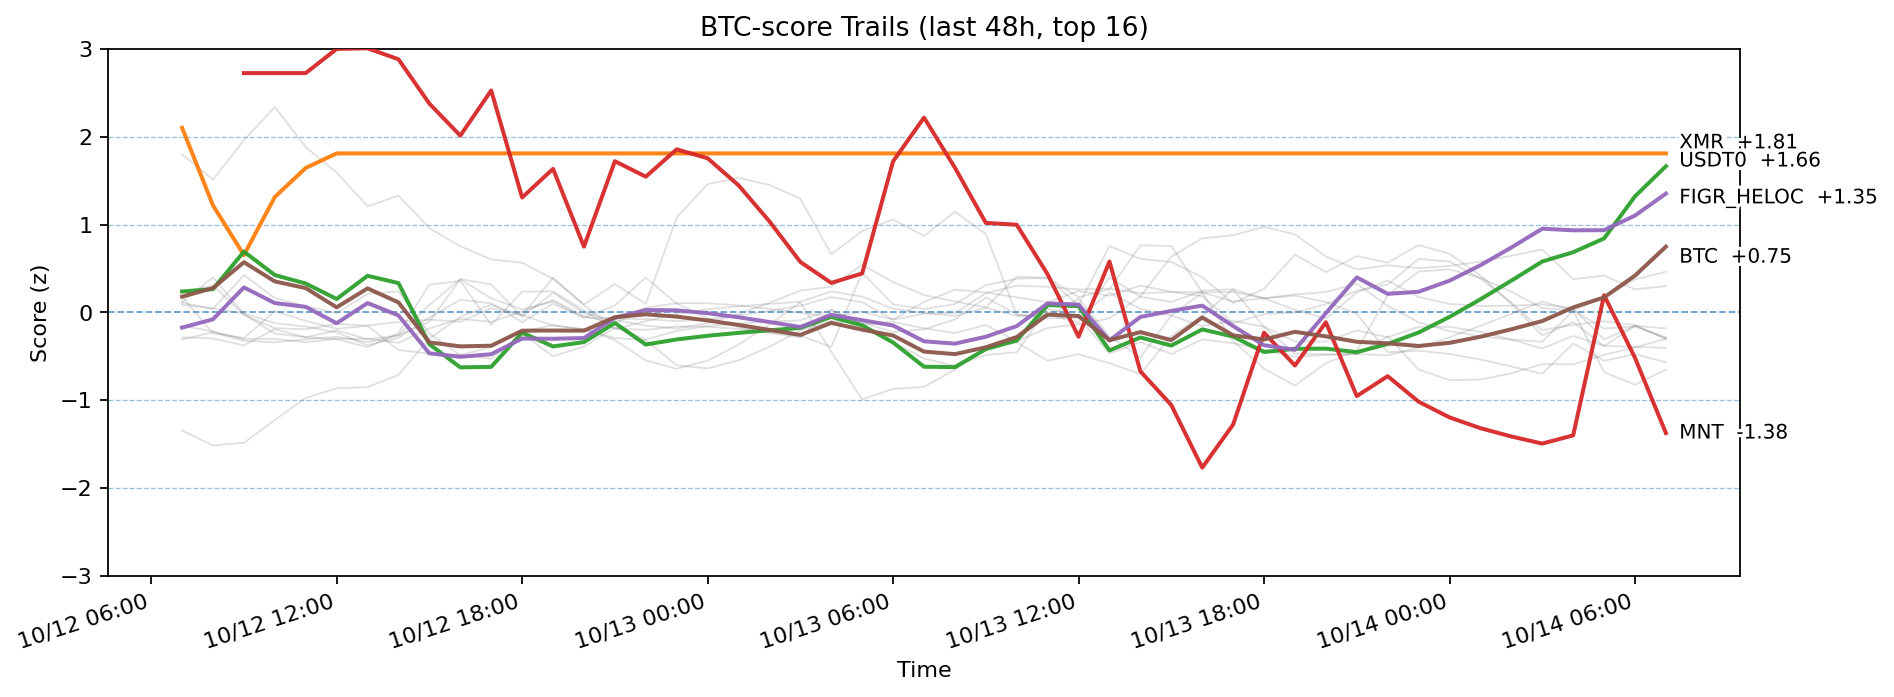 BTC-score Trails (last 48h, top 16)
Score (z)
3
2
1
0
−1
−2
−3
XMR +1.81
USDT0 +1.66
FIGR_HELOC +1.35
BTC +0.75
MNT -1.38
10/12 06:00
10/12 12:00
10/12 18:00
10/13 00:00
10/13 06:00
10/13 12:00
10/13 18:00
10/14 00:00
10/14 06:00
Time